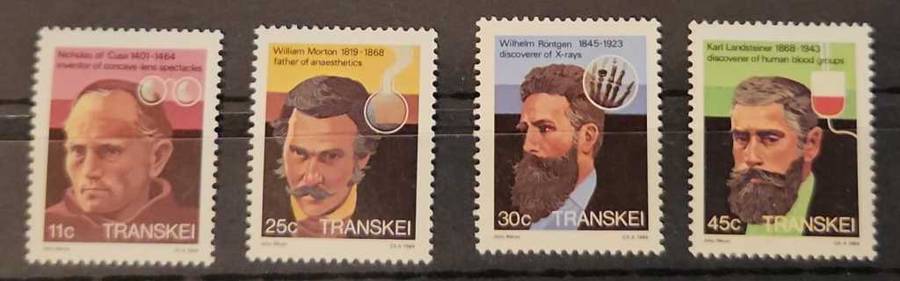 Nicholas of Cusa 1401-1464
inventor of concave-lens spectacles
11c TRANSKEI
William Morton 1819-1868
father of anaesthetics
25c TRANSKEI
Wilhelm Röntgen 1845-1923
discoverer of X-rays
30c TRANSKEI
Karl Landsteiner 1868-1943
discoverer of human blood groups
45c TRANSKEI